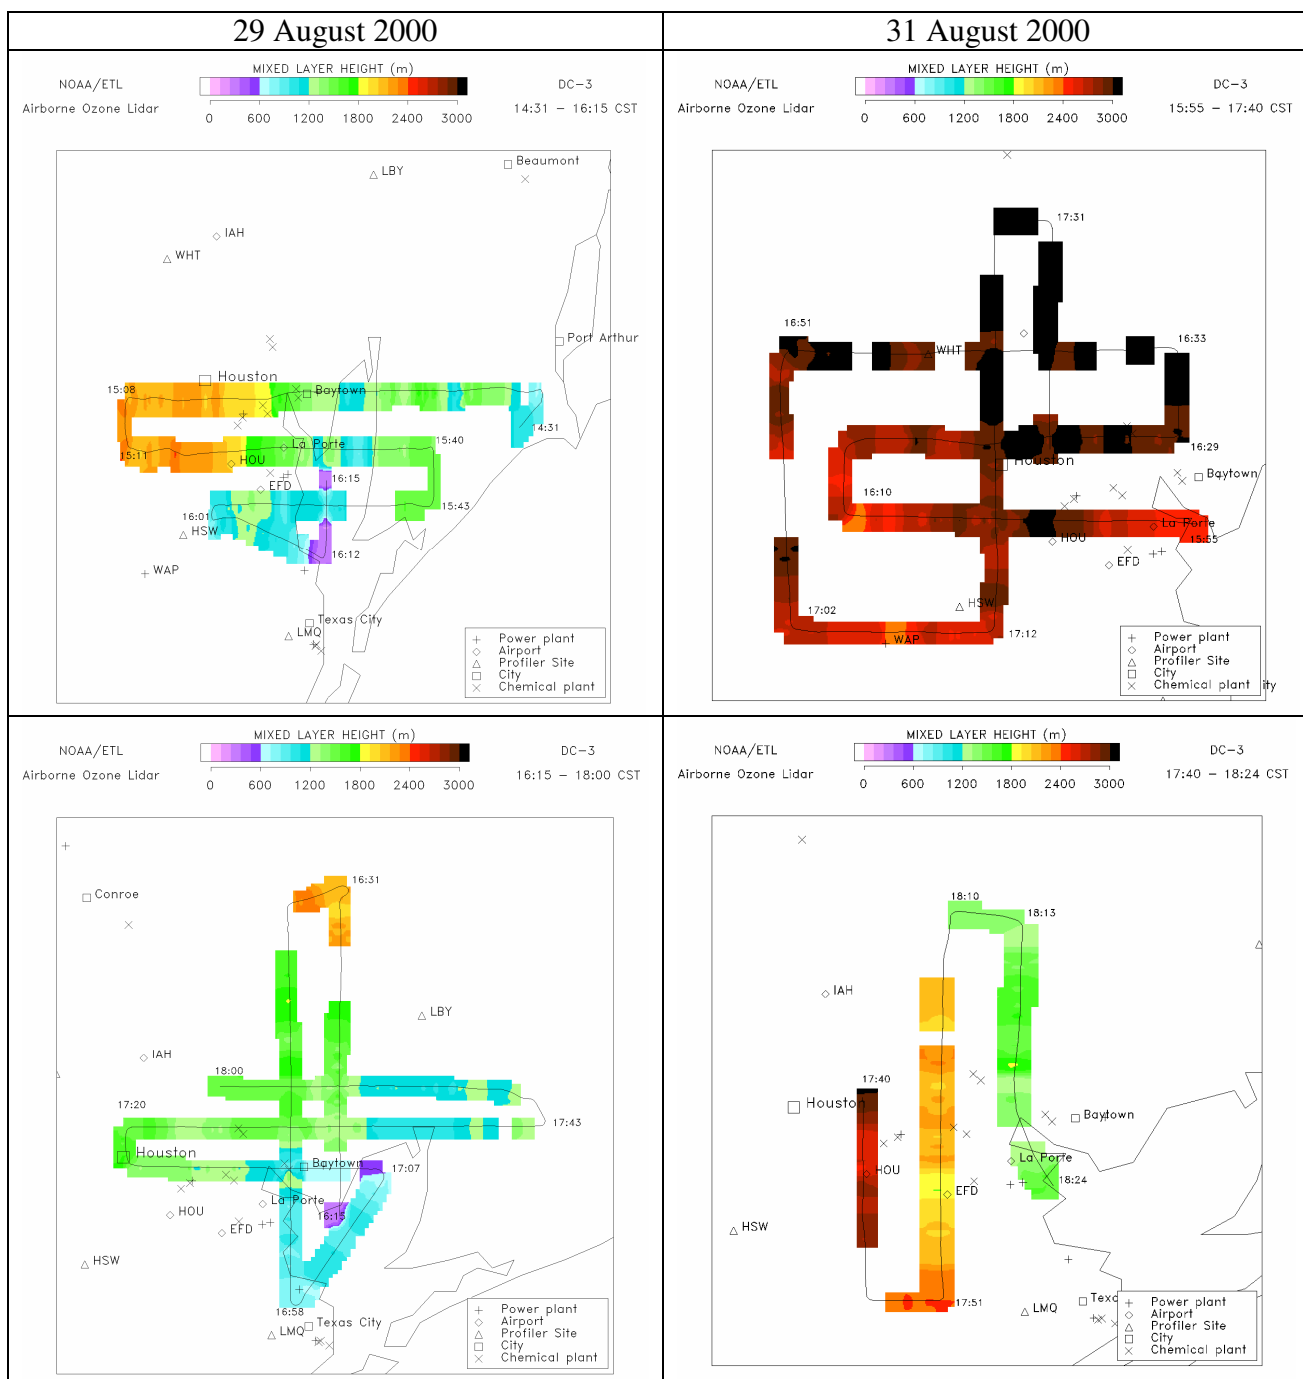 29 August 2000
31 August 2000
MIXED LAYER HEIGHT (m)
NOAA/ETL
DC-3
Airborne Ozone Lidar
14:31 - 16:15 CST
0 600 1200 1800 2400 3000
Beaumont
LBY
IAH
WHT
Port Arthur
Houston
15:08
Baytown
14:31
La Porte
15:40
15:11
HOU
EFD
16:15
16:01
15:43
HSW
16:12
WAP
Texas City
LMQ
Power plant
Airport
Profiler Site
City
Chemical plant
MIXED LAYER HEIGHT (m)
NOAA/ETL
DC-3
Airborne Ozone Lidar
15:55 - 17:40 CST
0 600 1200 1800 2400 3000
17:31
16:51
16:33
WHT
16:29
Houston
Baytown
16:10
La Porte
15:55
HOU
EFD
17:02
HSW
17:12
WAP
Power plant
Airport
Profiler Site
City
Chemical plant
ity
MIXED LAYER HEIGHT (m)
NOAA/ETL
DC-3
Airborne Ozone Lidar
16:15 - 18:00 CST
0 600 1200 1800 2400 3000
16:31
Conroe
LBY
IAH
18:00
17:20
17:43
Houston
Baytown
17:07
La Porte
HOU
16:15
EFD
HSW
16:58
Texas City
LMQ
Power plant
Airport
Profiler Site
City
Chemical plant
MIXED LAYER HEIGHT (m)
NOAA/ETL
DC-3
Airborne Ozone Lidar
17:40 - 18:24 CST
0 600 1200 1800 2400 3000
18:10
18:13
IAH
17:40
Houston
Baytown
La Porte
HOU
18:24
EFD
HSW
17:51
Texa
LMQ
Power plant
Airport
Profiler Site
City
Chemical plant